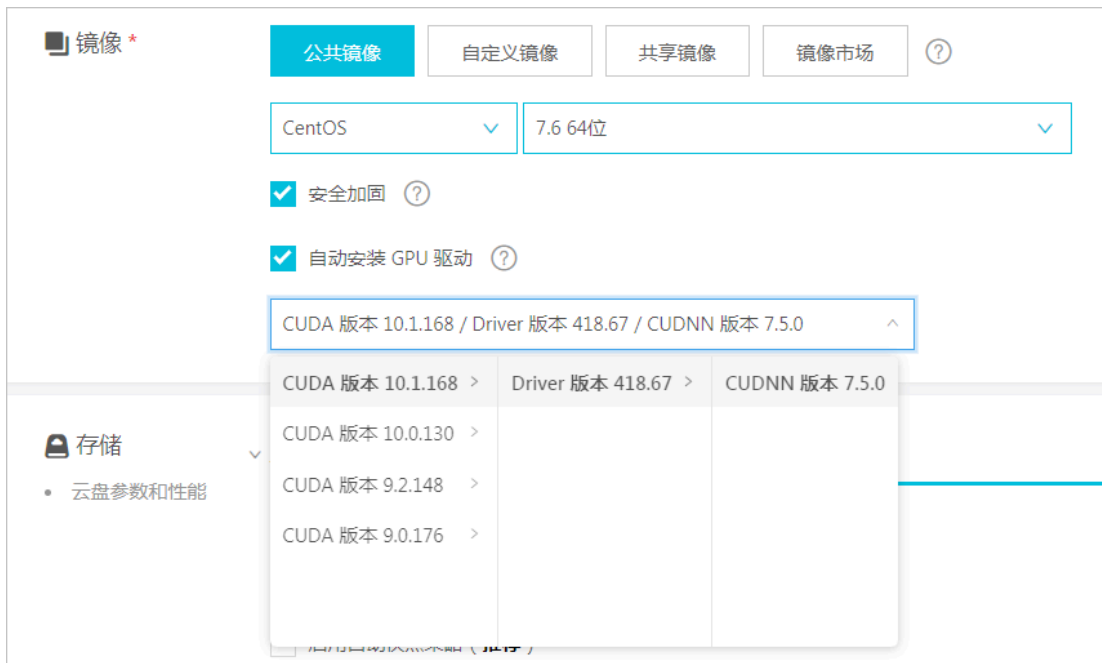 镜像 *
公共镜像 自定义镜像 共享镜像 镜像市场 ?
CentOS 7.6 64位
安全加固 ?
自动安装 GPU 驱动 ?
CUDA 版本 10.1.168 / Driver 版本 418.67 / CUDNN 版本 7.5.0
CUDA 版本 10.1.168 > Driver 版本 418.67 > CUDNN 版本 7.5.0
CUDA 版本 10.0.130 >
存储
CUDA 版本 9.2.148 >
• 云盘参数和性能
CUDA 版本 9.0.176 >